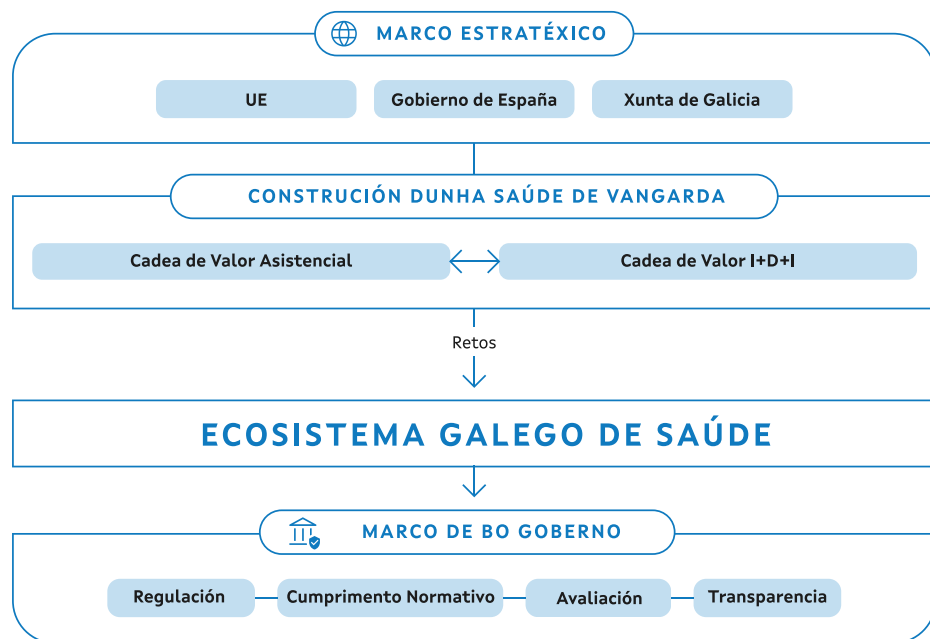 MARCO ESTRATÉXICO
UE
Gobierno de España
Xunta de Galicia
CONSTRUCIÓN DUNHA SAÚDE DE VANGARDA
Cadea de Valor Asistencial
Cadea de Valor I+D+I
Retos
ECOSISTEMA GALEGO DE SAÚDE
MARCO DE BO GOBERNO
Regulación
Cumprimento Normativo
Avaliación
Transparencia